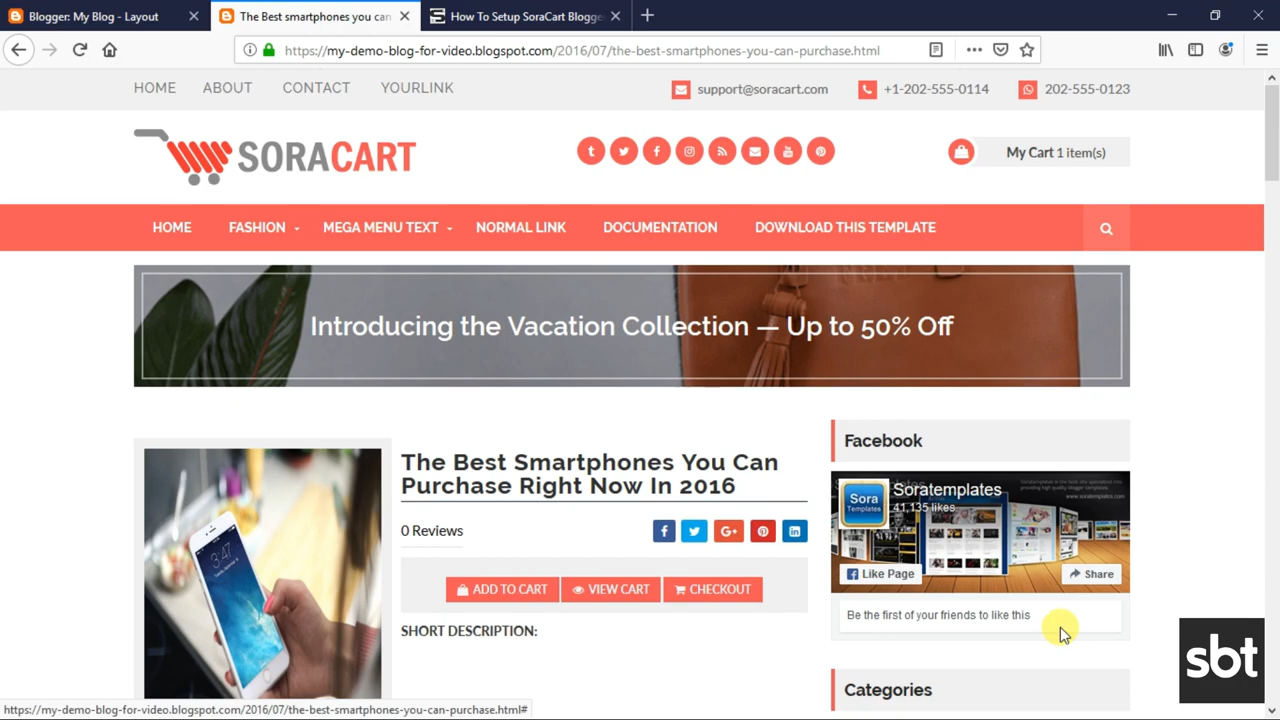 Blogger: My Blog - Layout
The Best smartphones you can
How To Setup SoraCart Blogge
https://my-demo-blog-for-video.blogspot.com/2016/07/the-best-smartphones-you-can-purchase.html
HOME ABOUT CONTACT YOURLINK
support@soracart.com +1-202-555-0114 202-555-0123
SORACART
My Cart 1 item(s)
HOME FASHION MEGA MENU TEXT NORMAL LINK DOCUMENTATION DOWNLOAD THIS TEMPLATE
Introducing the Vacation Collection — Up to 50% Off
The Best Smartphones You Can
Purchase Right Now In 2016
0 Reviews
ADD TO CART VIEW CART CHECKOUT
SHORT DESCRIPTION:
3:47
Facebook
Sora
Templates
Soratemplates
41,135 likes
www.soratemplates.com
Like Page
Share
Be the first of your friends to like this
Categories
sbt
https://my-demo-blog-for-video.blogspot.com/2016/07/the-best-smartphones-you-can-purchase.html#